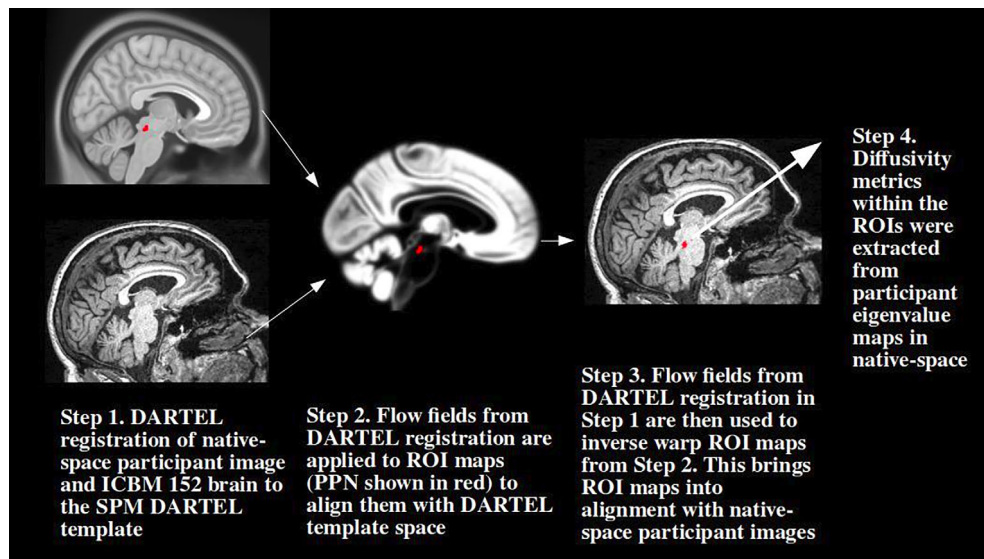 Step 1. DARTEL
registration of native-
space participant image
and ICBM 152 brain to
the SPM DARTEL
template
Step 2. Flow fields from
DARTEL registration are
applied to ROI maps
(PPN shown in red) to
align them with DARTEL
template space
Step 3. Flow fields from
DARTEL registration in
Step 1 are then used to
inverse warp ROI maps
from Step 2. This brings
ROI maps into
alignment with native-
space participant images
Step 4.
Diffusivity
metrics
within the
ROIs were
extracted
from
participant
eigenvalue
maps in
native-space